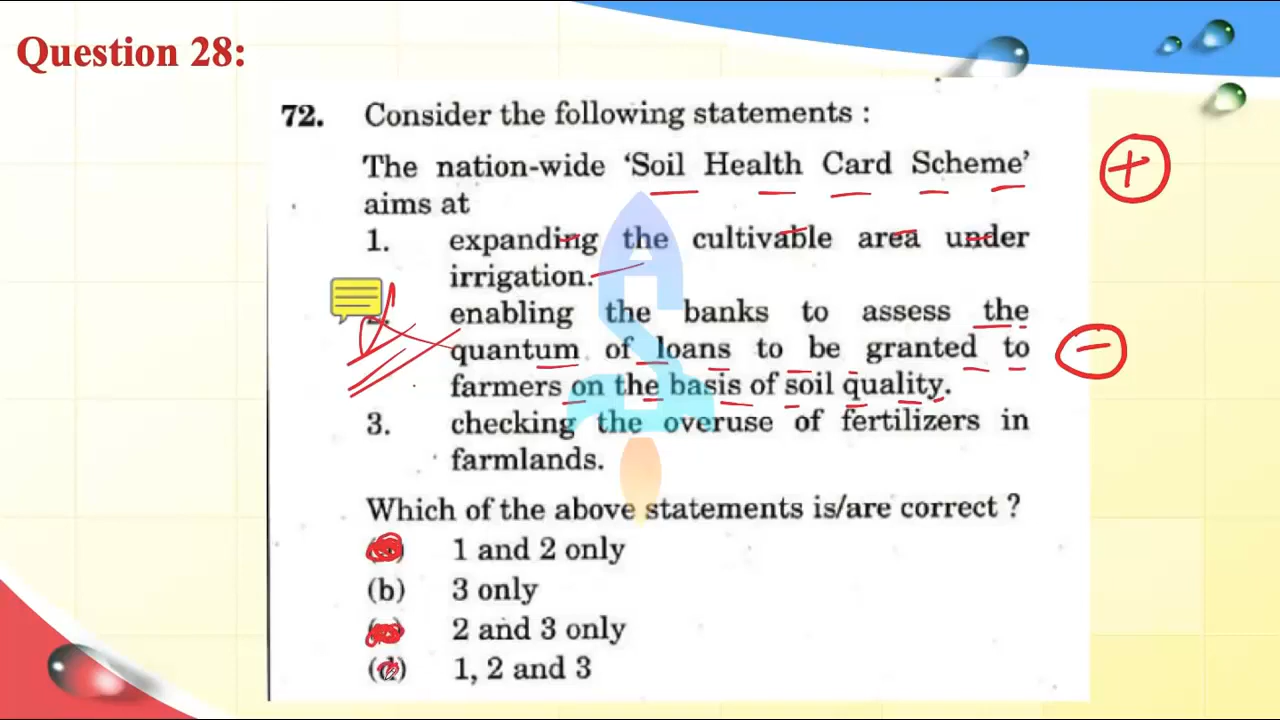 Question 28:
72. Consider the following statements :
The nation-wide ‘Soil Health Card Scheme’
aims at
1. expanding the cultivable area under
irrigation.
enabling the banks to assess the
quantum of loans to be granted to
farmers on the basis of soil quality.
3. checking the overuse of fertilizers in
farmlands.
Which of the above statements is/are correct ?
1 and 2 only
(b) 3 only
2 and 3 only
(d) 1, 2 and 3